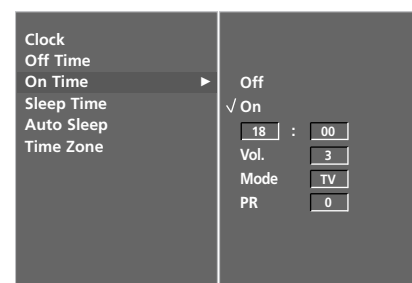 Clock
Off Time
On Time ►
Sleep Time
Auto Sleep
Time Zone
Off
√ On
18 : 00
Vol. 3
Mode TV
PR 0